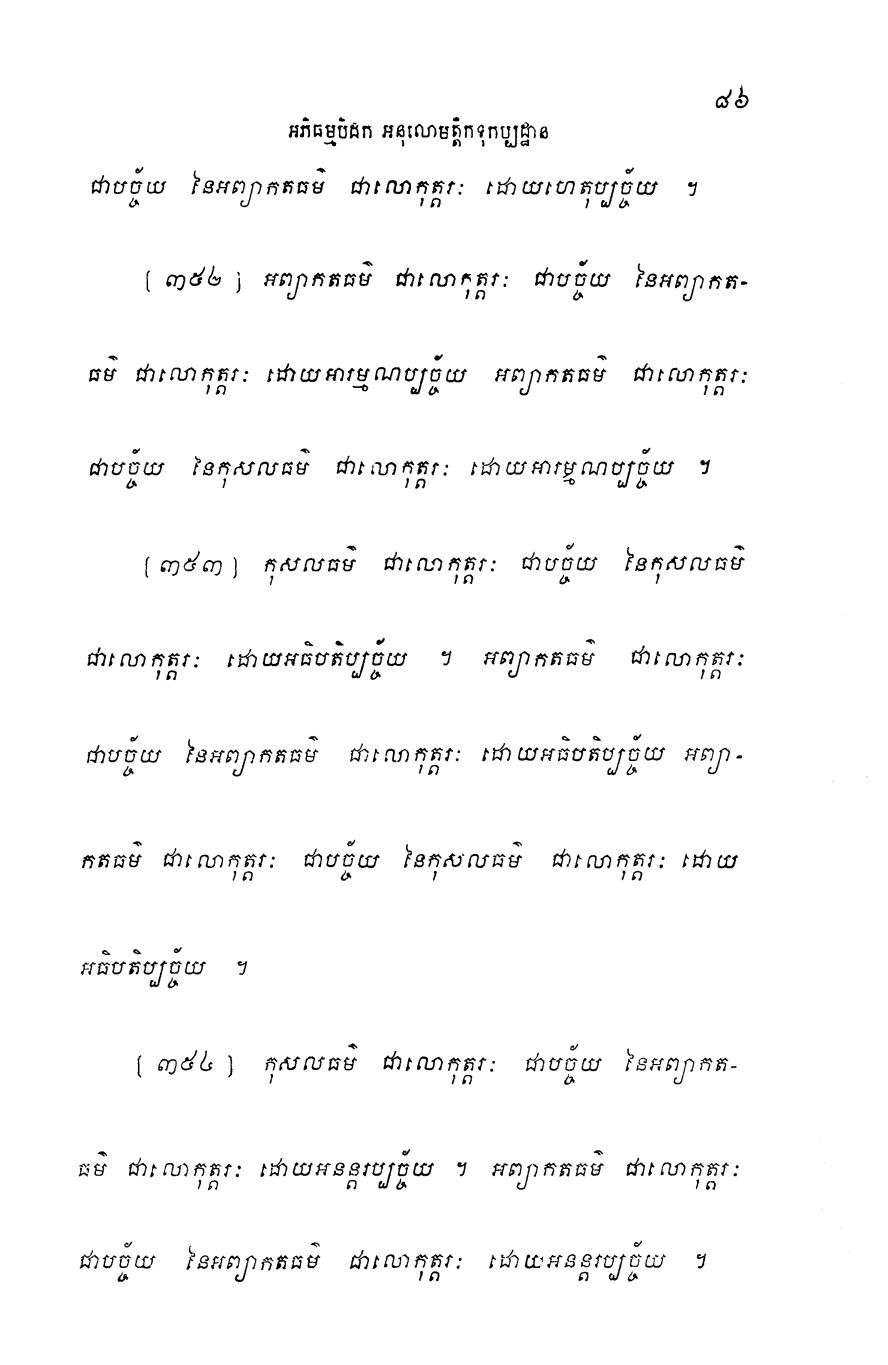 ៨៦
អភិធម្មបិដក អនុលោមត្តិកទុកប្បដ្ឋាន
ជាបច្ច័យ នៃអព្យាកតធម៌ ជាលោកុត្តរៈ ដោយហេតុប្បច្ច័យ ។
[ ៣៥២ ] អព្យាកតធម៌ ជាលោកុត្តរៈ ជាបច្ច័យ នៃអព្យាកត-
ធម៌ ជាលោកុត្តរៈ ដោយអារម្មណប្បច្ច័យ អព្យាកតធម៌ ជាលោកុត្តរៈ
ជាបច្ច័យ នៃកុសលធម៌ ជាលោកុត្តរៈ ដោយអារម្មណប្បច្ច័យ ។
[ ៣៥៣ ] កុសលធម៌ ជាលោកុត្តរៈ ជាបច្ច័យ នៃកុសលធម៌
ជាលោកុត្តរៈ ដោយអធិបតិប្បច្ច័យ ។ អព្យាកតធម៌ ជាលោកុត្តរៈ
ជាបច្ច័យ នៃអព្យាកតធម៌ ជាលោកុត្តរៈ ដោយអធិបតិប្បច្ច័យ អព្យា-
កតធម៌ ជាលោកុត្តរៈ ជាបច្ច័យ នៃកុសលធម៌ ជាលោកុត្តរៈ ដោយ
អធិបតិប្បច្ច័យ ។
[ ៣៥៤ ] កុសលធម៌ ជាលោកុត្តរៈ ជាបច្ច័យ នៃអព្យាកត-
ធម៌ ជាលោកុត្តរៈ ដោយអនន្តរប្បច្ច័យ ។ អព្យាកតធម៌ ជាលោកុត្តរៈ
ជាបច្ច័យ នៃអព្យាកតធម៌ ជាលោកុត្តរៈ ដោយអនន្តរប្បច្ច័យ ។